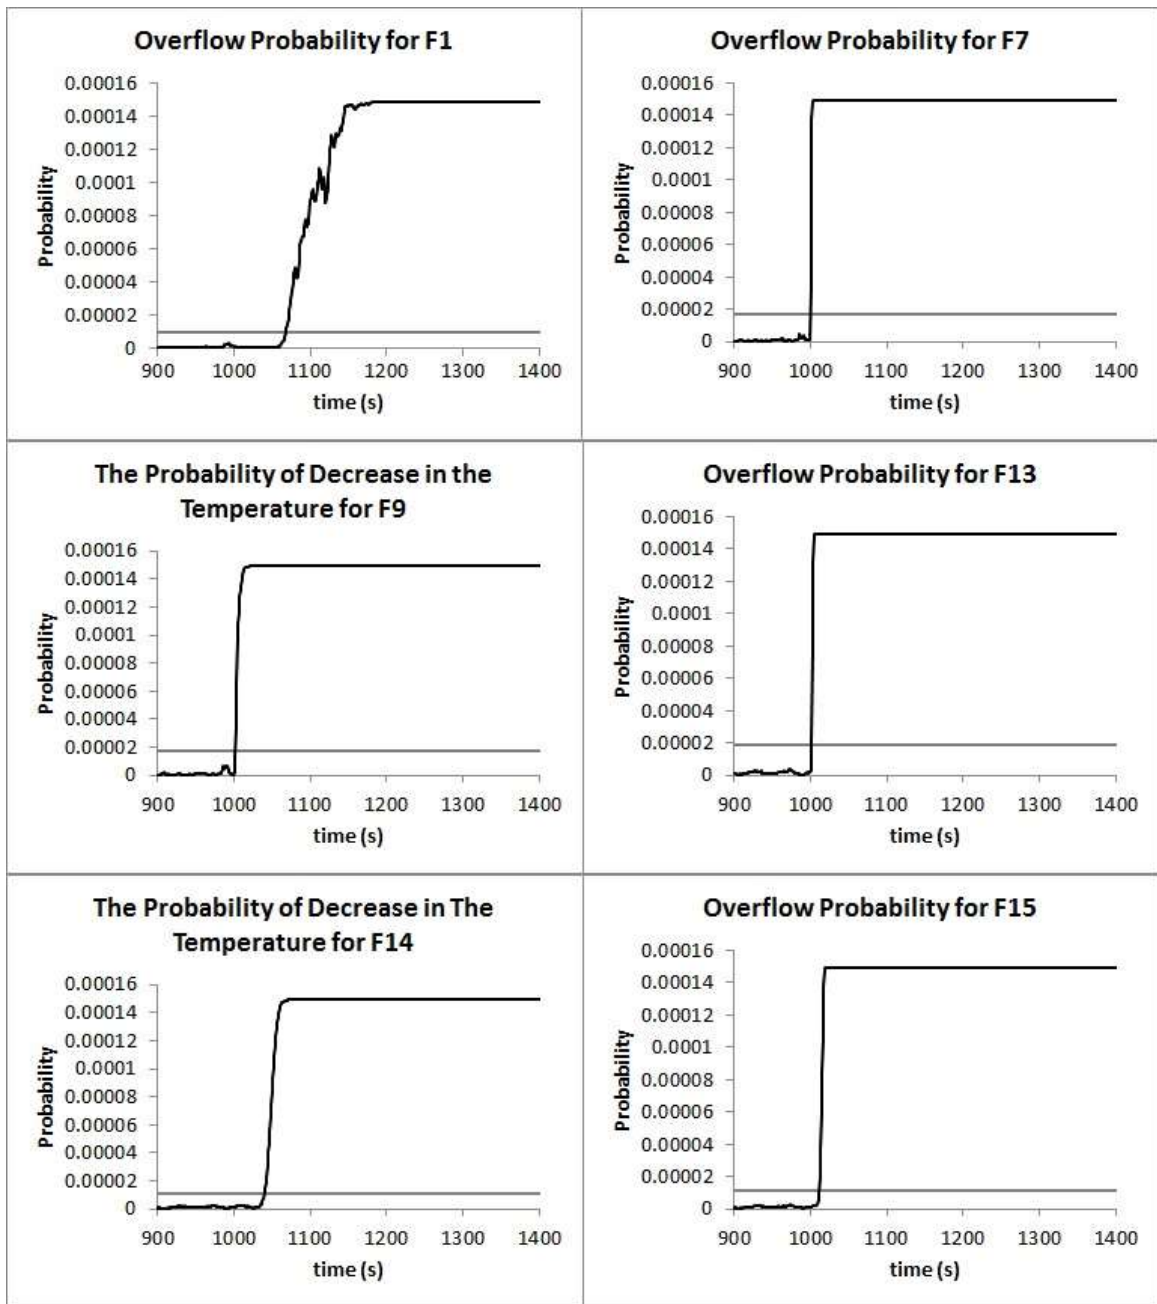 Overflow Probability for F1
0.00016
0.00014
0.00012
0.0001
0.00008
0.00006
0.00004
0.00002
0
Probability
900 1000 1100 1200 1300 1400
time (s)
Overflow Probability for F7
0.00016
0.00014
0.00012
0.0001
0.00008
0.00006
0.00004
0.00002
0
Probability
900 1000 1100 1200 1300 1400
time (s)
The Probability of Decrease in the
Temperature for F9
0.00016
0.00014
0.00012
0.0001
0.00008
0.00006
0.00004
0.00002
0
Probability
900 1000 1100 1200 1300 1400
time (s)
Overflow Probability for F13
0.00016
0.00014
0.00012
0.0001
0.00008
0.00006
0.00004
0.00002
0
Probability
900 1000 1100 1200 1300 1400
time (s)
The Probability of Decrease in The
Temperature for F14
0.00016
0.00014
0.00012
0.0001
0.00008
0.00006
0.00004
0.00002
0
Probability
900 1000 1100 1200 1300 1400
time (s)
Overflow Probability for F15
0.00016
0.00014
0.00012
0.0001
0.00008
0.00006
0.00004
0.00002
0
Probability
900 1000 1100 1200 1300 1400
time (s)